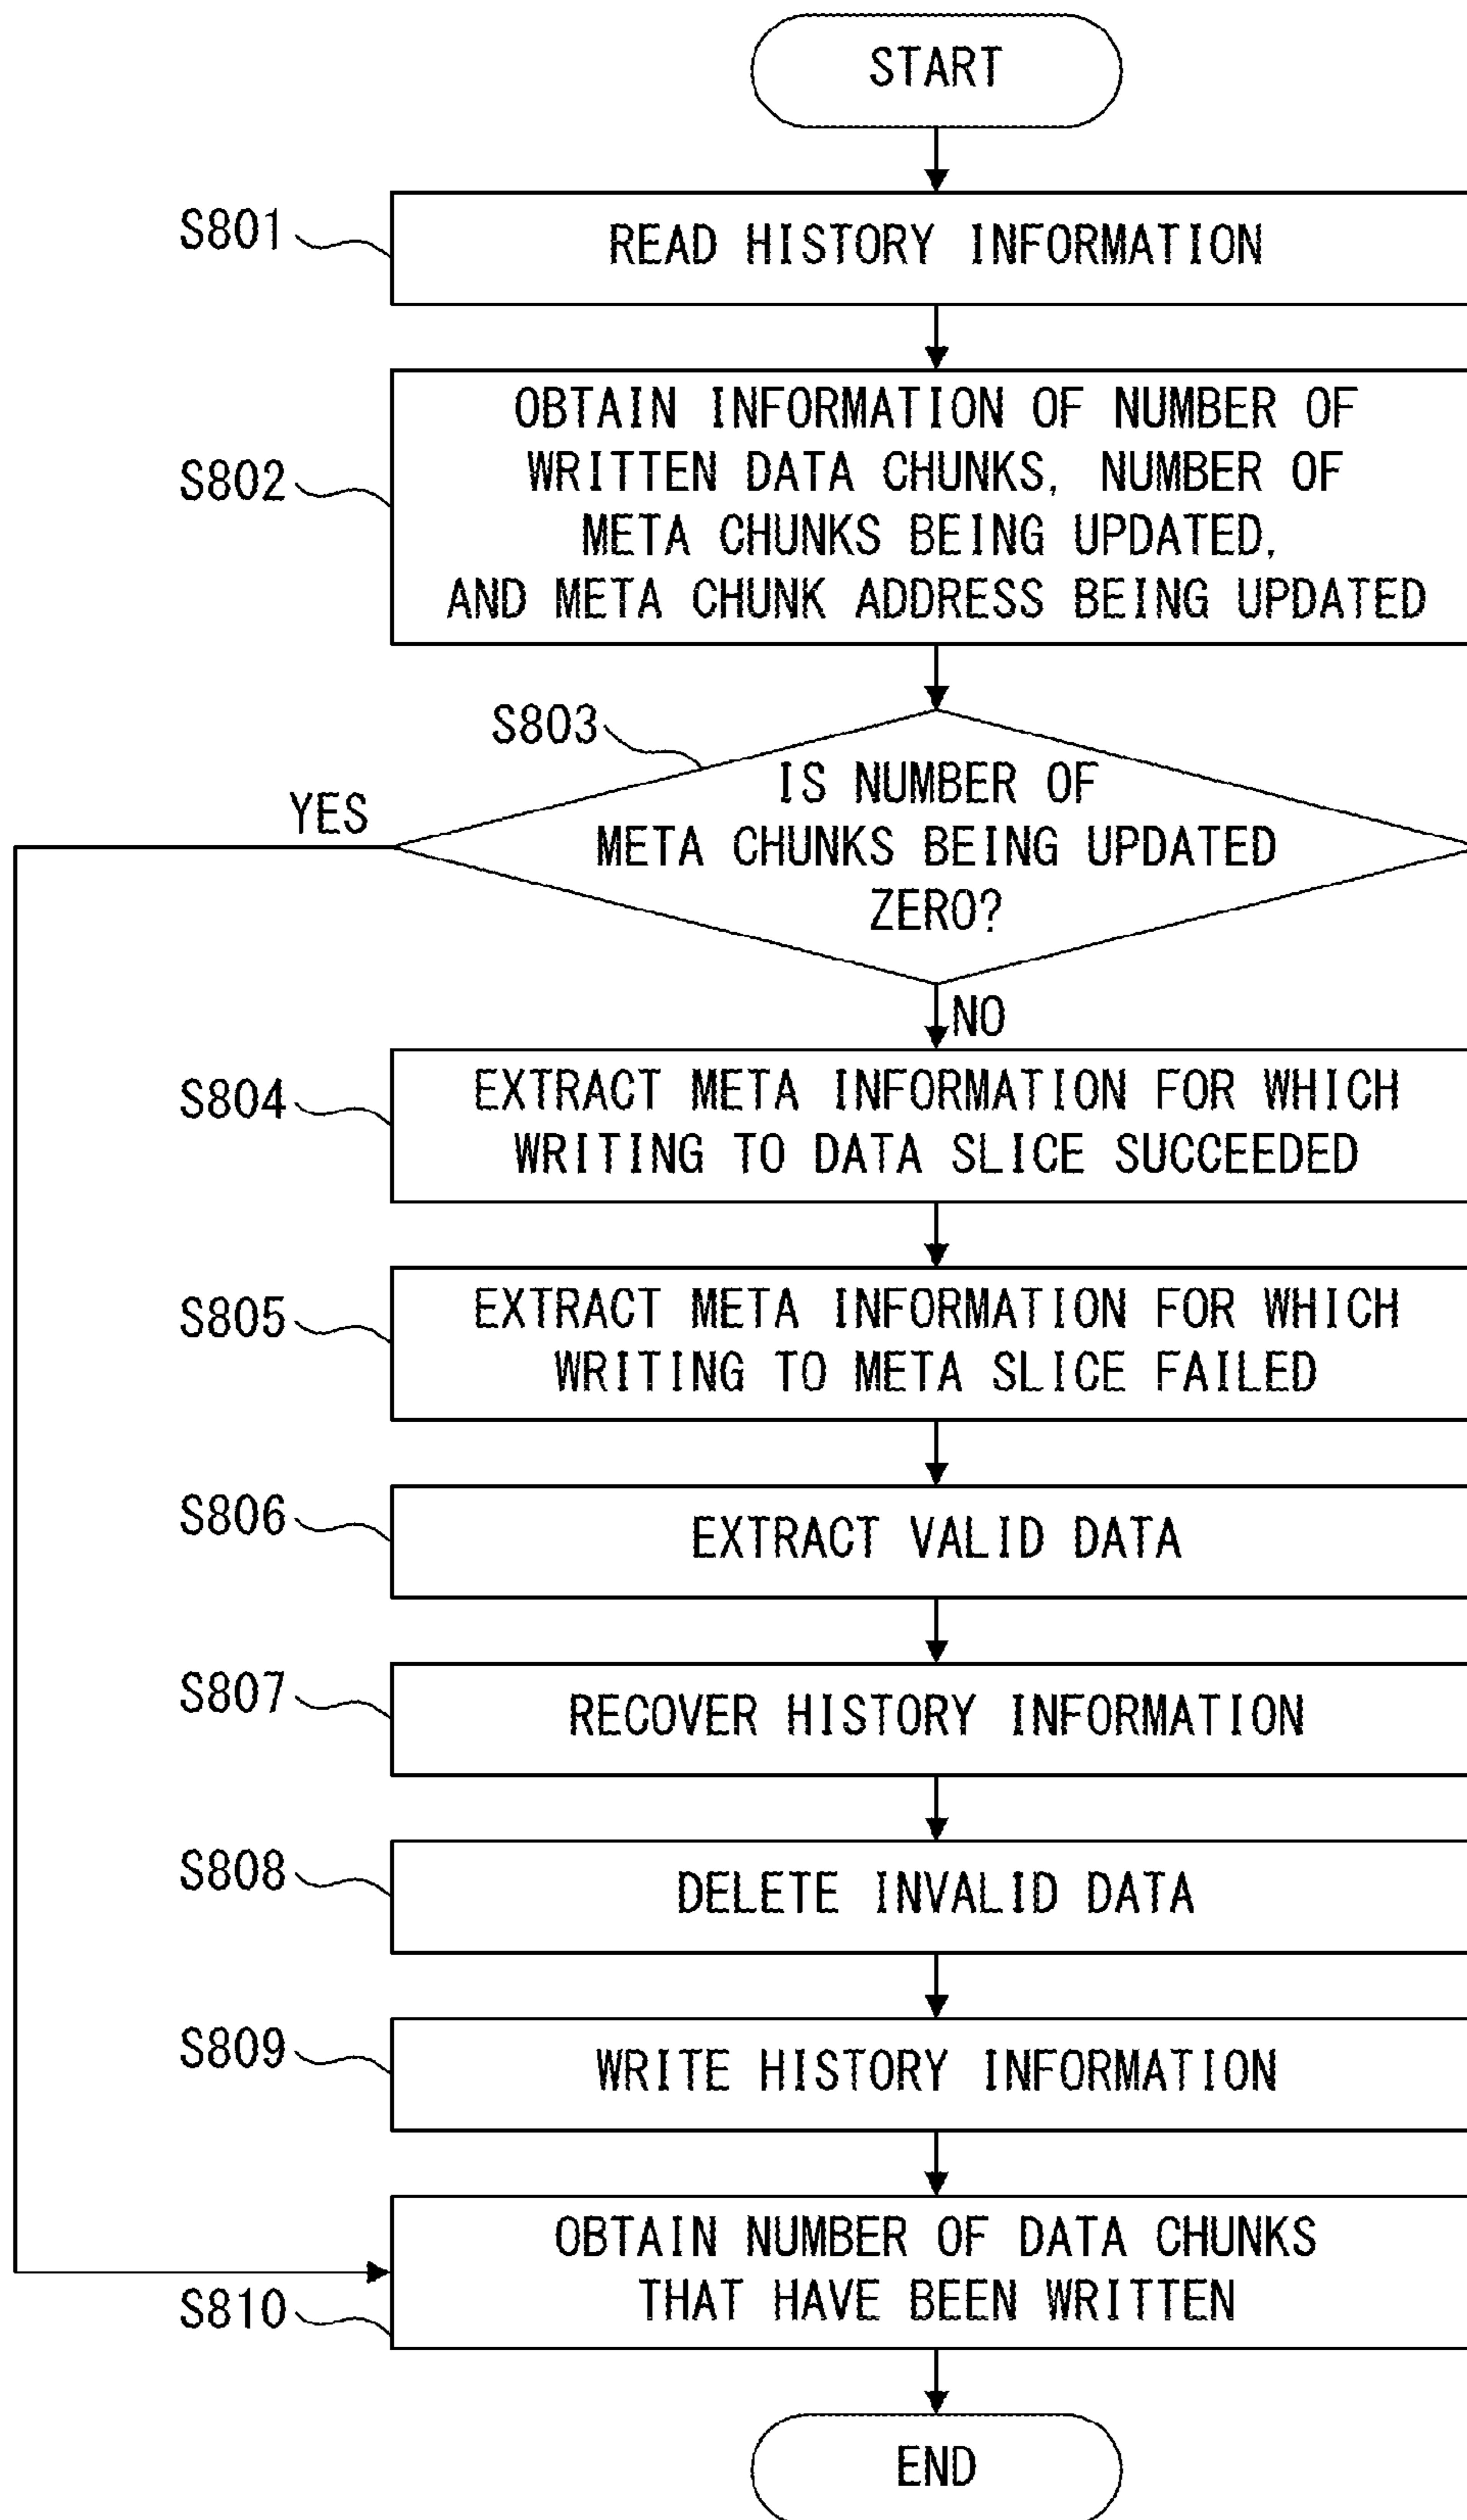 START
S801
READ HISTORY INFORMATION
S802
OBTAIN INFORMATION OF NUMBER OF
WRITTEN DATA CHUNKS, NUMBER OF
META CHUNKS BEING UPDATED,
AND META CHUNK ADDRESS BEING UPDATED
S803
YES
IS NUMBER OF
META CHUNKS BEING UPDATED
ZERO?
NO
S804
EXTRACT META INFORMATION FOR WHICH
WRITING TO DATA SLICE SUCCEEDED
S805
EXTRACT META INFORMATION FOR WHICH
WRITING TO META SLICE FAILED
S806
EXTRACT VALID DATA
S807
RECOVER HISTORY INFORMATION
S808
DELETE INVALID DATA
S809
WRITE HISTORY INFORMATION
S810
OBTAIN NUMBER OF DATA CHUNKS
THAT HAVE BEEN WRITTEN
END